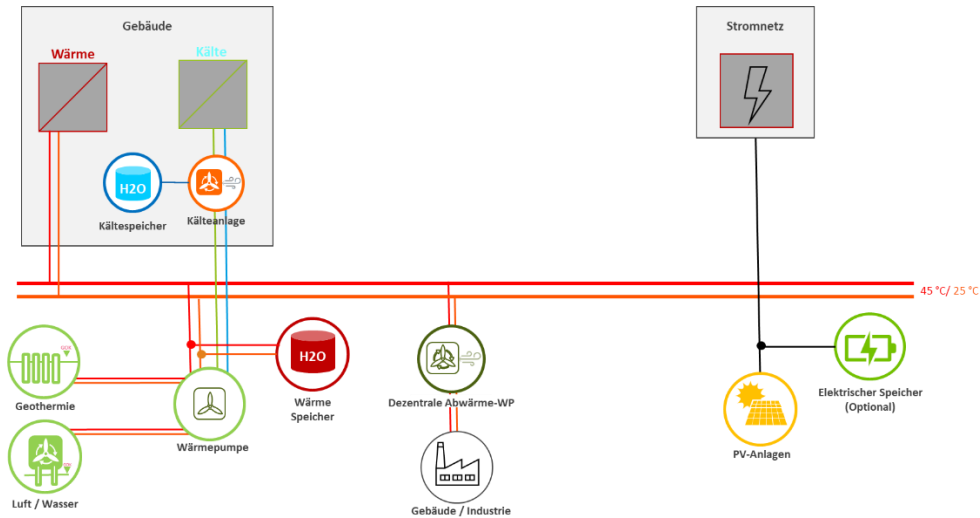 Gebäude
Stromnetz
Wärme
Kälte
H2O
Kältespeicher
Kälteanlage
45 °C/ 25 °C
H2O
Geothermie
Wärme
Speicher
Dezentrale Abwärme-WP
Elektrischer Speicher
(Optional)
Wärmepumpe
PV-Anlagen
Luft / Wasser
Gebäude / Industrie